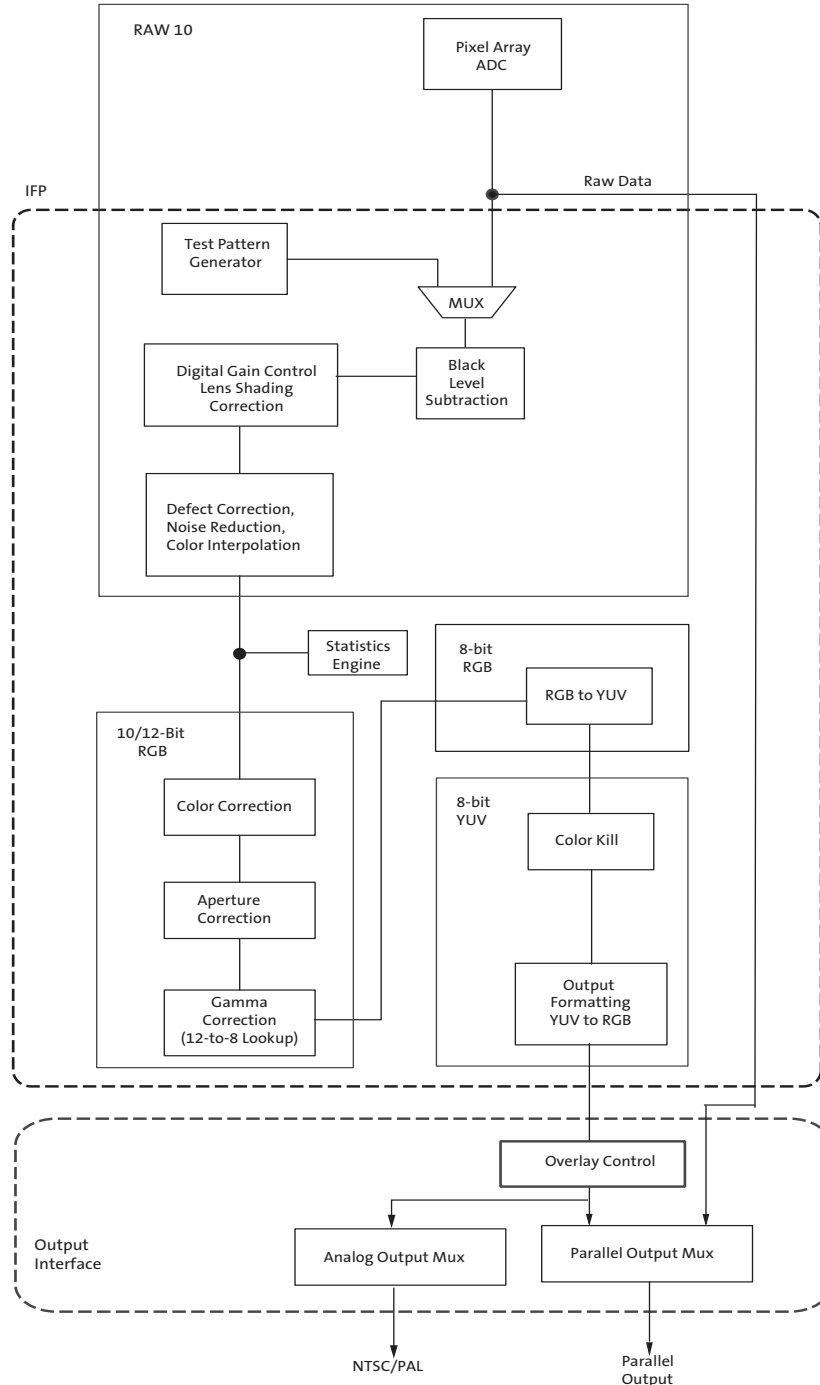 RAW 10
Pixel Array
ADC
IFP
Raw Data
Test Pattern
Generator
MUX
Digital Gain Control
Lens Shading
Correction
Black
Level
Subtraction
Defect Correction,
Noise Reduction,
Color Interpolation
Statistics
Engine
8-bit
RGB
RGB to YUV
10/12-Bit
RGB
Color Correction
8-bit
YUV
Color Kill
Aperture
Correction
Gamma
Correction
(12-to-8 Lookup)
Output
Formatting
YUV to RGB
Overlay Control
Output
Interface
Analog Output Mux
Parallel Output Mux
NTSC/PAL
Parallel
Output